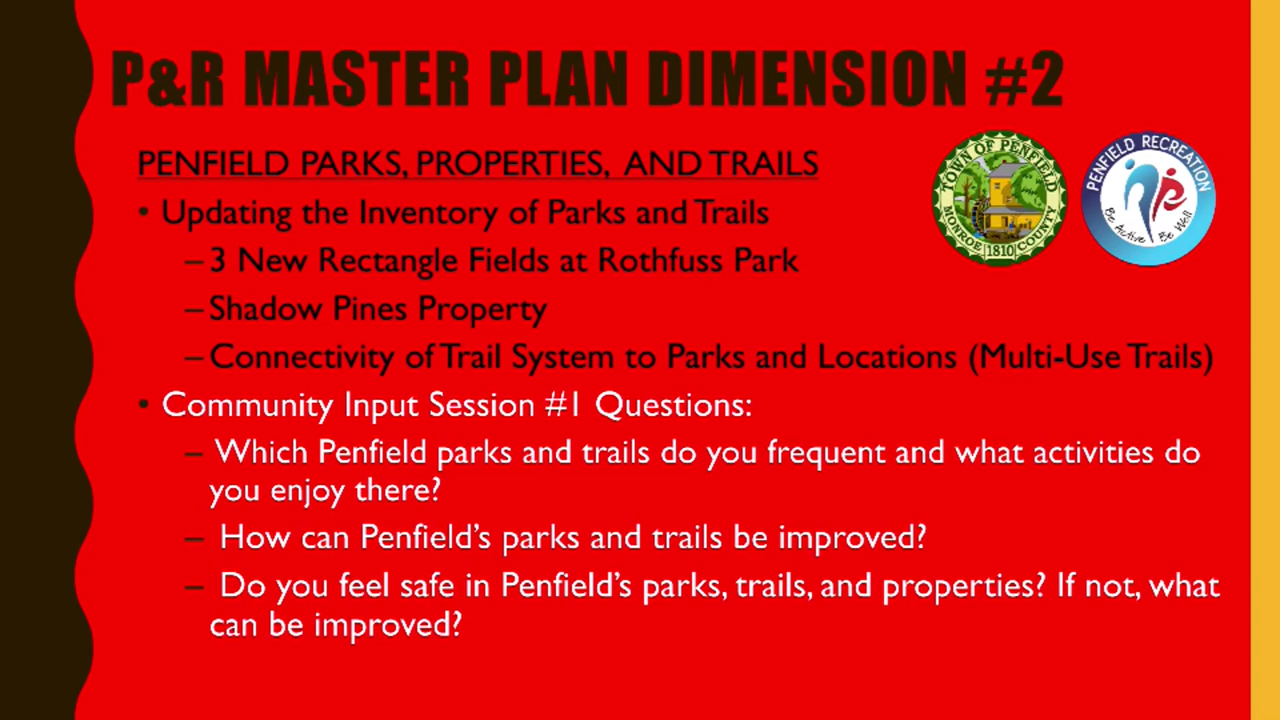 P&R MASTER PLAN DIMENSION #2
PENFIELD PARKS, PROPERTIES, AND TRAILS
• Updating the Inventory of Parks and Trails
– 3 New Rectangle Fields at Rothfuss Park
– Shadow Pines Property
– Connectivity of Trail System to Parks and Locations (Multi-Use Trails)
• Community Input Session #1 Questions:
– Which Penfield parks and trails do you frequent and what activities do
you enjoy there?
– How can Penfield's parks and trails be improved?
– Do you feel safe in Penfield's parks, trails, and properties? If not, what
can be improved?
TOWN OF PENFIELD
MONROE 1810 COUNTY
PENFIELD RECREATION
Be Active Be Well